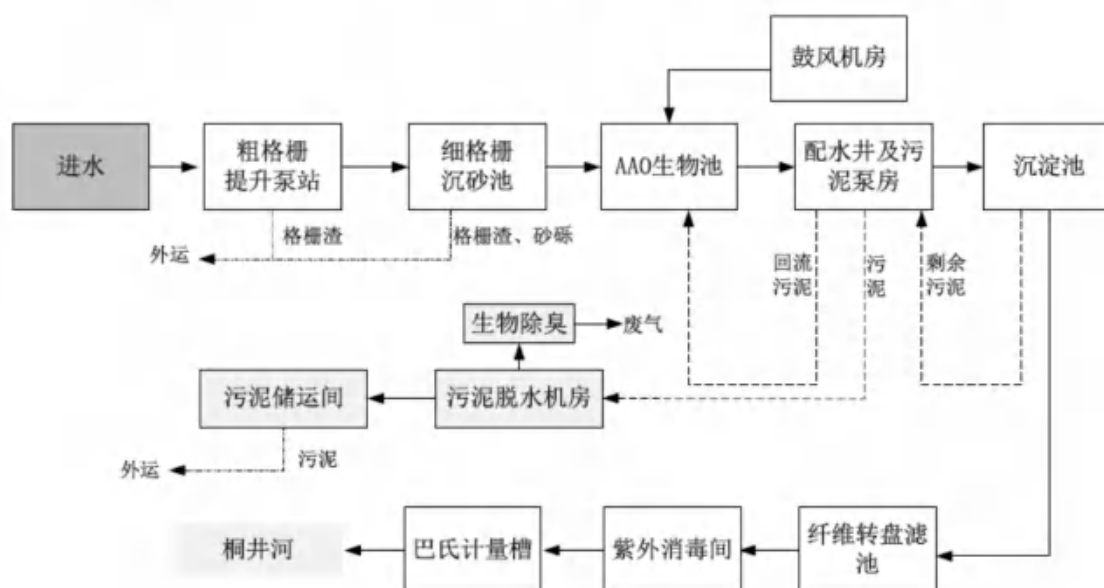 鼓风机房
进水
粗格栅
提升泵站
细格栅
沉砂池
AAO生物池
配水井及污
泥泵房
沉淀池
格栅渣
格栅渣、砂砾
外运
回流
污泥
污
泥
剩余
污泥
生物除臭
废气
污泥储运间
污泥脱水机房
污泥
外运
桐井河
巴氏计量槽
紫外消毒间
纤维转盘滤
池